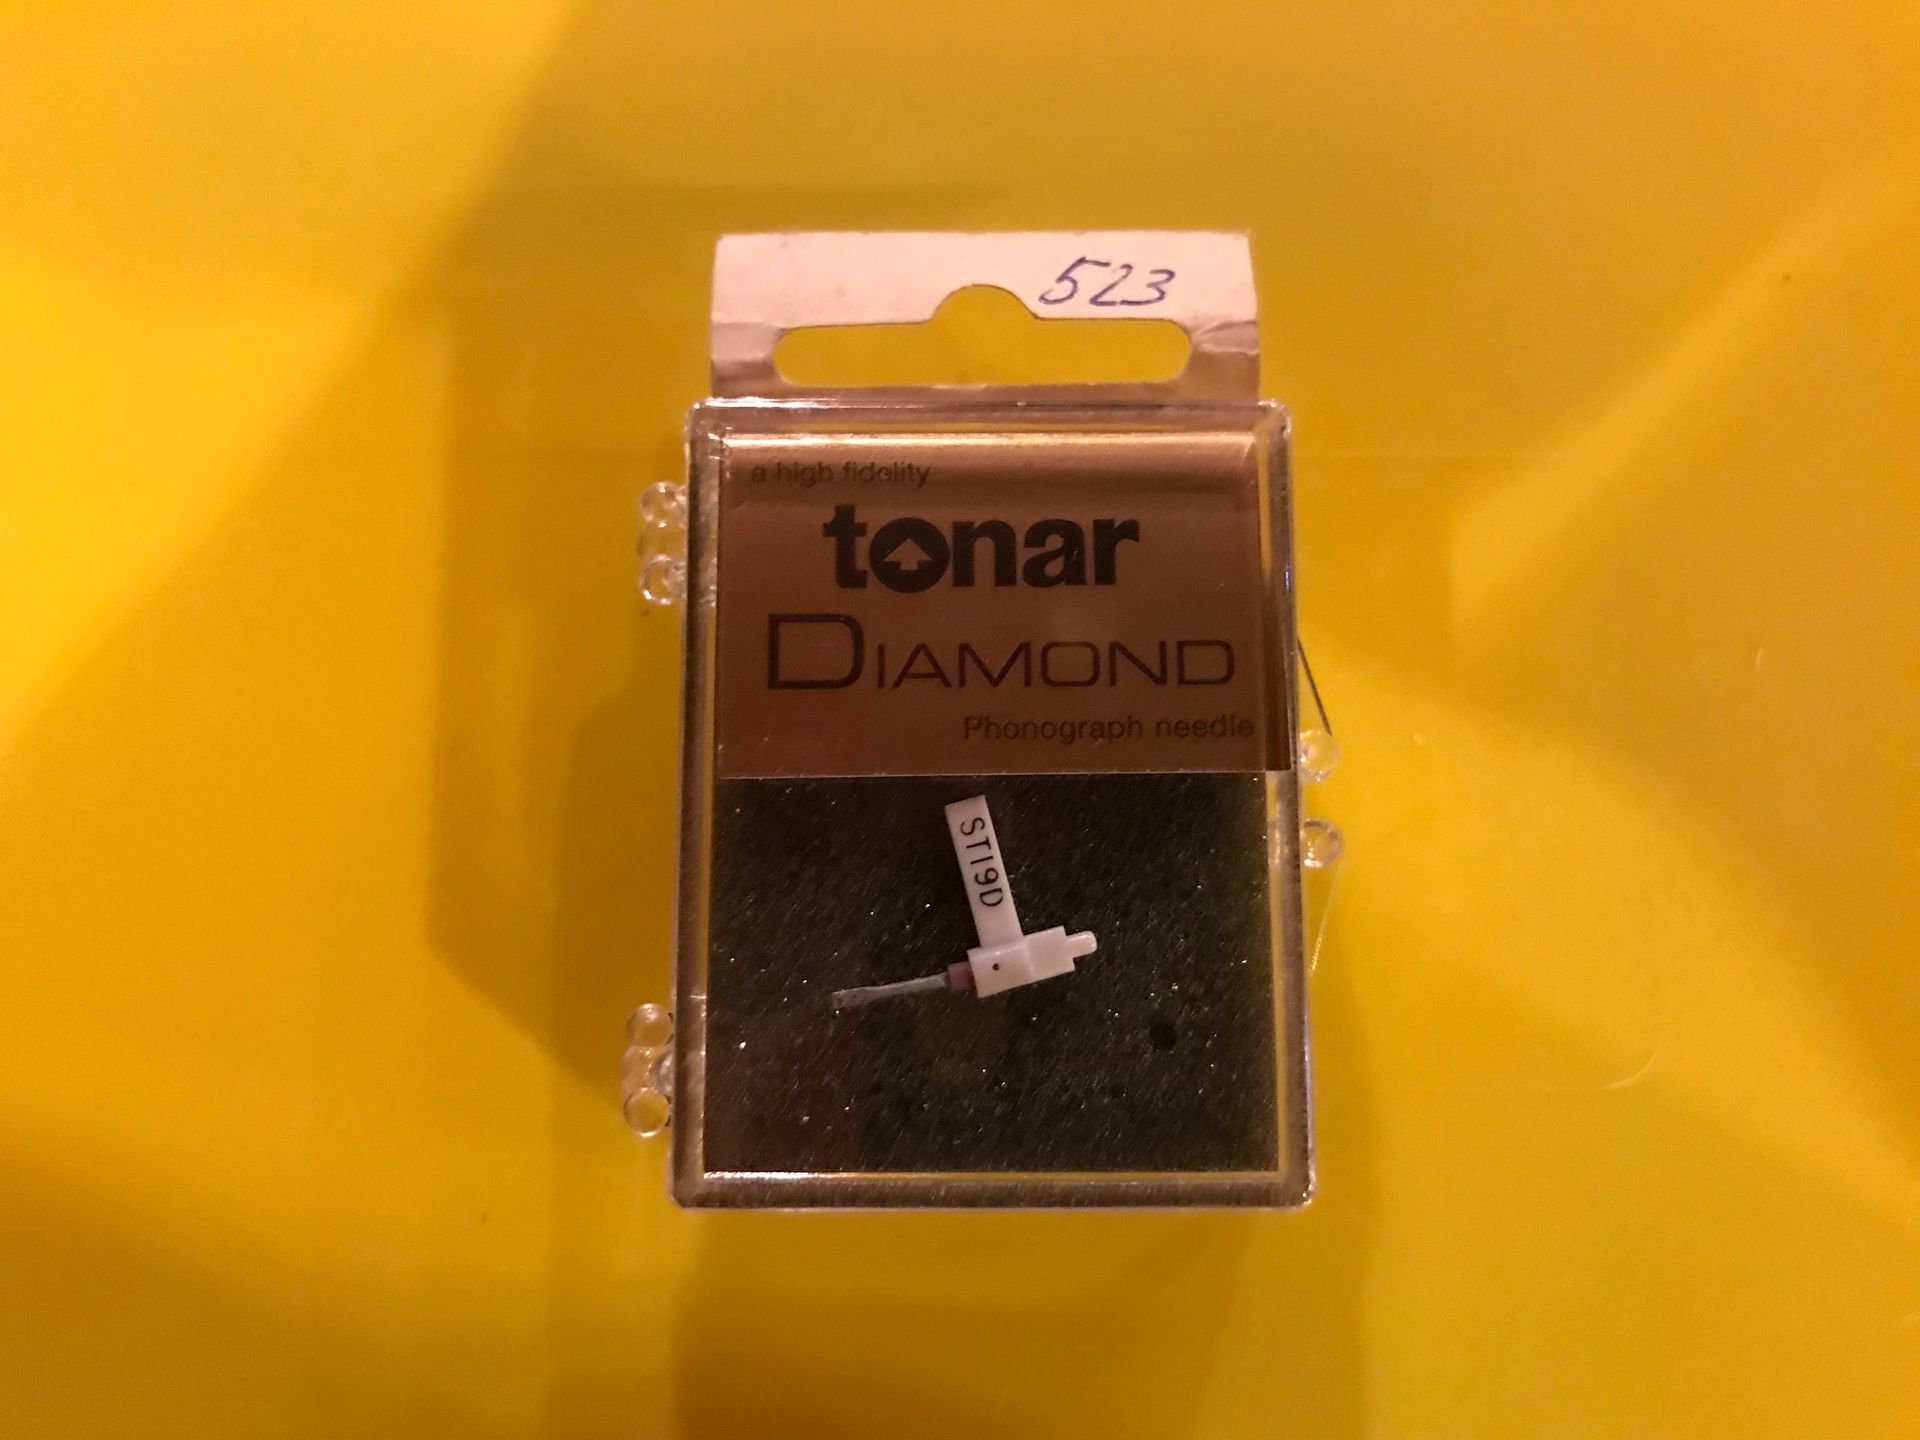 523
a high fidelity
tonar
DIAMOND
Phonograph needle
ST19D